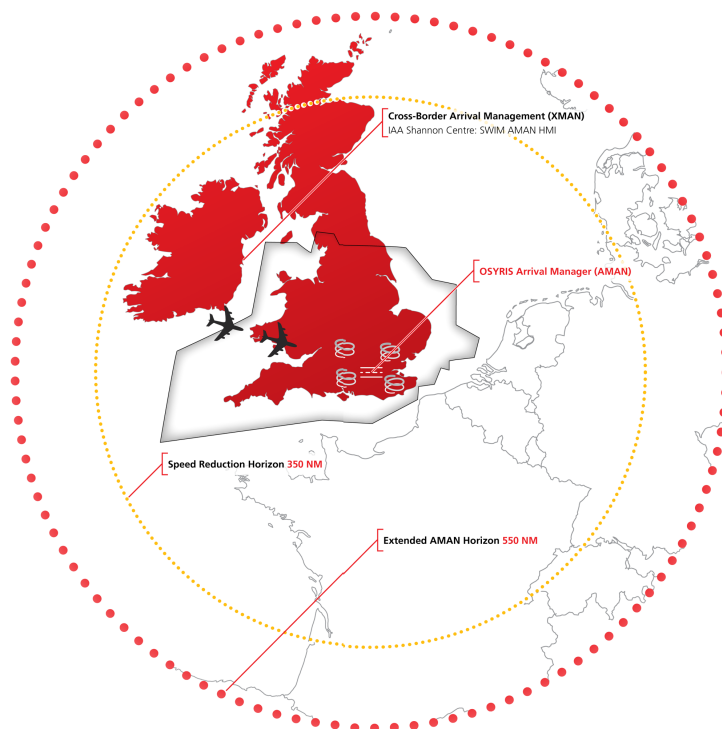 Cross-Border Arrival Management (XMAN)
IAA Shannon Centre: SWIM AMAN HMI
OSYRIS Arrival Manager (AMAN)
Speed Reduction Horizon 350 NM
Extended AMAN Horizon 550 NM